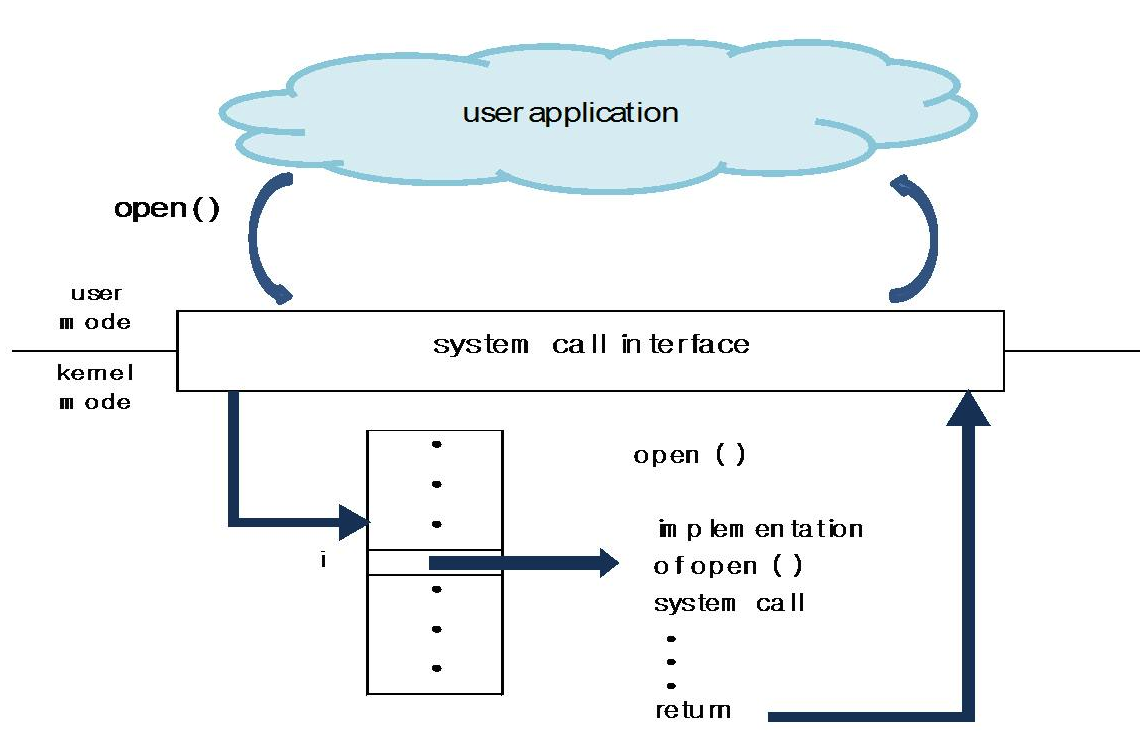 user application
open()
user
mode
system call interface
kernel
mode
open ()
implementation
i
of open ()
system call
return